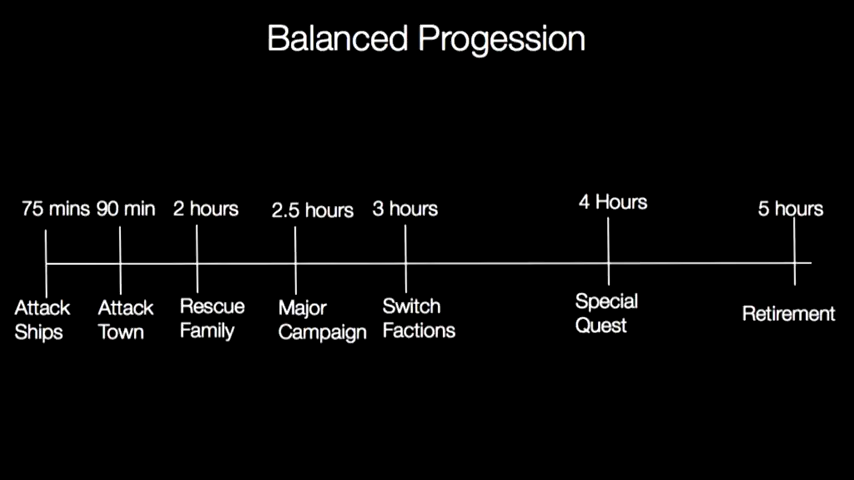 Balanced Progession
75 mins 90 min 2 hours 2.5 hours 3 hours 4 Hours 5 hours
Attack Attack Rescue Major Switch Special Retirement
Ships Town Family Campaign Factions Quest